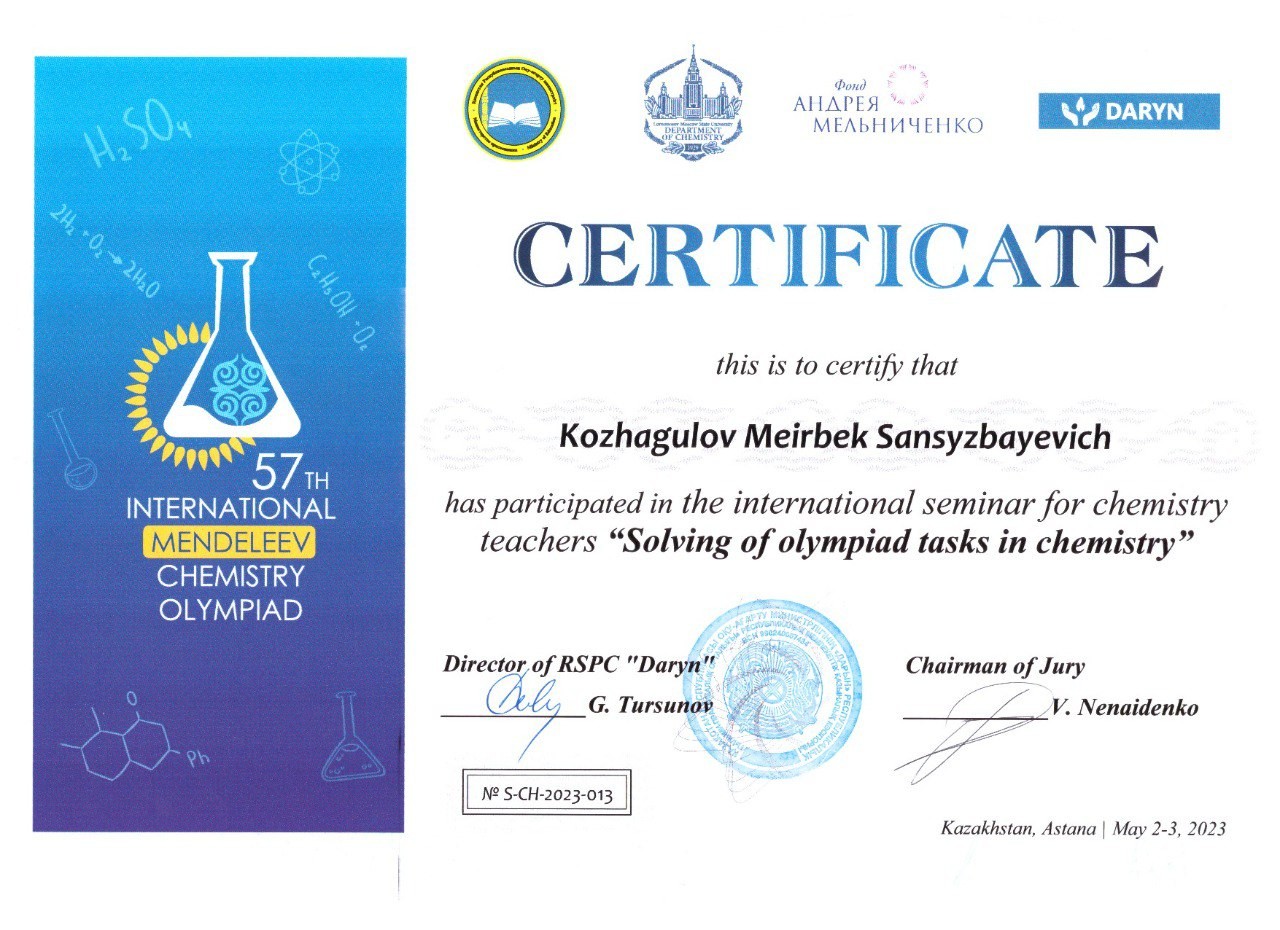 H₂SO₄
2H₂ + O₂ → 2H₂O
C₂H₅OH + O₂
57 TH
INTERNATIONAL
MENDELEEV
CHEMISTRY
OLYMPIAD
O
Ph
DEPARTMENT
OF CHEMISTRY
1929
Фонд
АНДРЕЯ
МЕЛЬНИЧЕНКО
DARYN
CERTIFICATE
this is to certify that
Kozhagulov Meirbek Sansyzbayevich
has participated in the international seminar for chemistry
teachers “Solving of olympiad tasks in chemistry”
Director of RSPC "Daryn"
G. Tursunov
Chairman of Jury
V. Nenaidenko
№ S-CH-2023-013
Kazakhstan, Astana | May 2-3, 2023